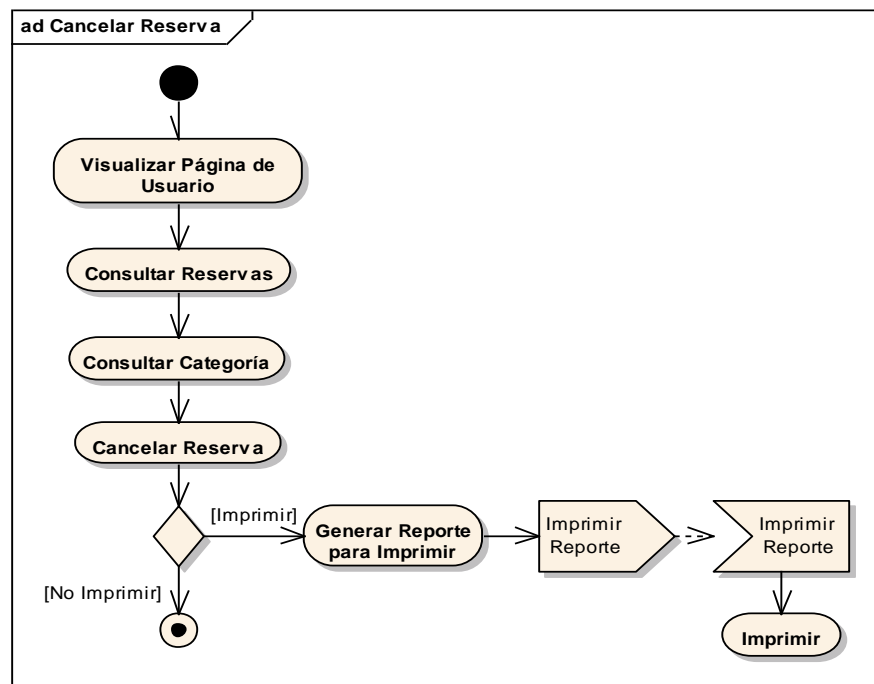 ad Cancelar Reserva
Visualizar Página de
Usuario
Consultar Reservas
Consultar Categoría
Cancelar Reserva
[Imprimir]
Generar Reporte
para Imprimir
Imprimir
Reporte
Imprimir
Reporte
[No Imprimir]
Imprimir